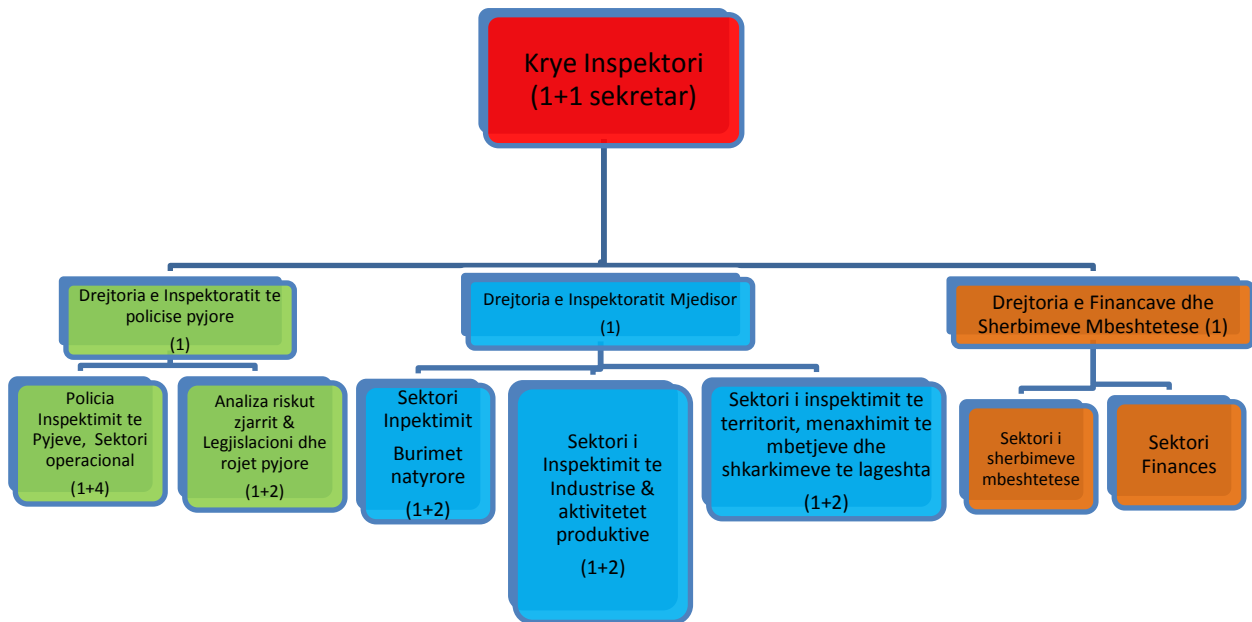 Krye Inspektori
(1+1 sekretar)
Drejtoria e Inspektoratit te
policise pyjore
(1)
Drejtoria e Inspektoratit Mjedisor
(1)
Drejtoria e Financave dhe
Sherbimeve Mbeshtetese (1)
Policia
Inspektimit te
Pyjeve, Sektori
operacional
(1+4)
Analiza riskut
zjarrit &
Legjislacioni dhe
rojet pyjore
(1+2)
Sektori
Inpektimit
Burimet
natyrore
(1+2)
Sektori i
Inspektimit te
Industrise &
aktivitetet
produktive
(1+2)
Sektori i inspektimit te
territorit, menaxhimit te
mbetjeve dhe
shkarkimeve te lageshta
(1+2)
Sektori i
sherbimeve
mbeshtetese
Sektori
Finances